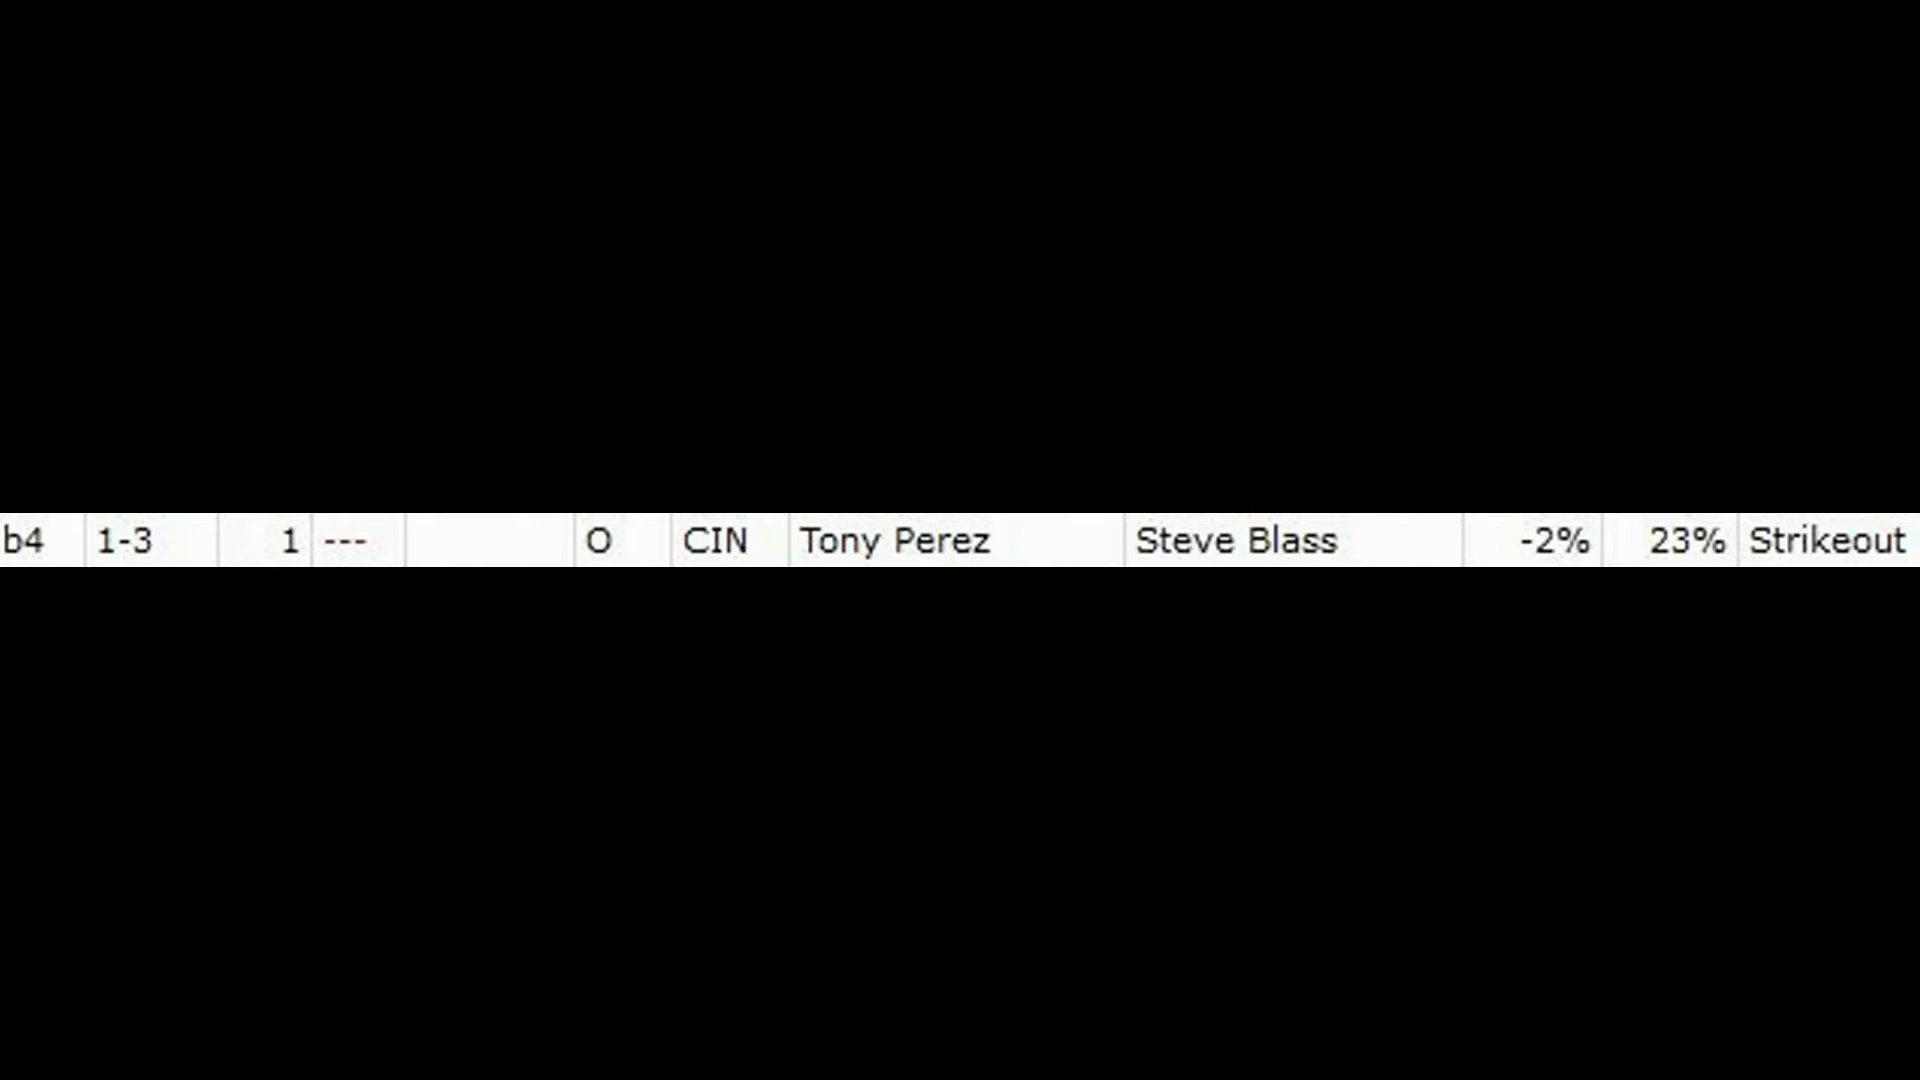 b4 1-3 1 --- O CIN Tony Perez Steve Blass -2% 23% Strikeout